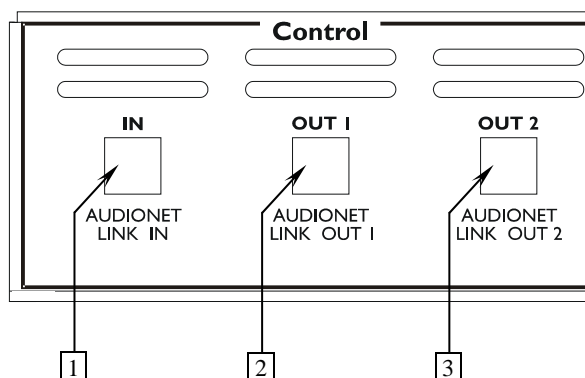 Control
IN OUT 1 OUT 2
AUDIONET AUDIONET AUDIONET
LINK IN LINK OUT 1 LINK OUT 2
1 2 3